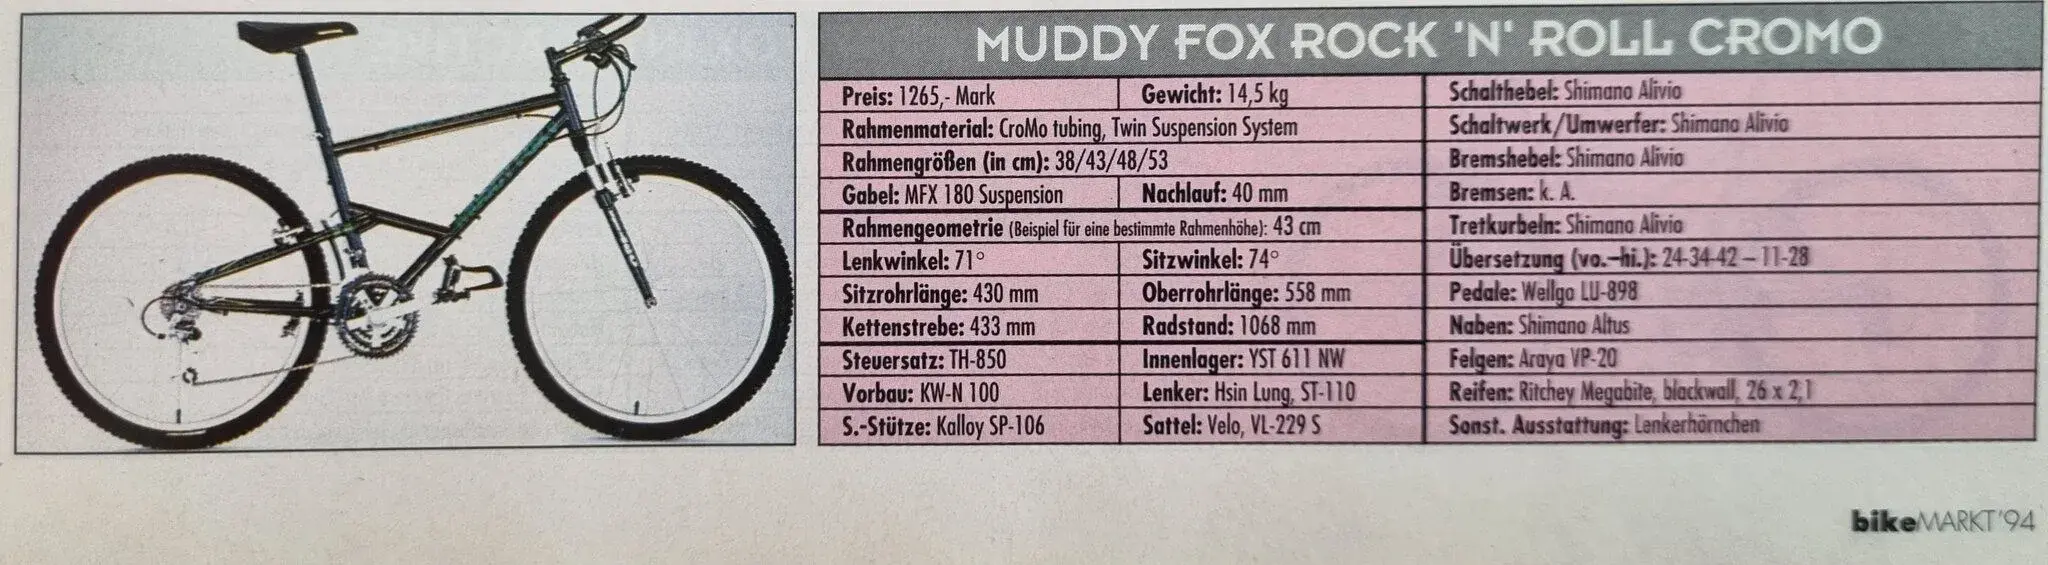 MUDDY FOX ROCK 'N' ROLL CROMO
Preis: 1265,- Mark
Gewicht: 14,5 kg
Rahmenmaterial: CroMo tubing, Twin Suspension System
Rahmengrößen (in cm): 38/43/48/53
Gabel: MFX 180 Suspension
Nachlauf: 40 mm
Rahmengeometrie (Beispiel für eine bestimmte Rahmenhöhe): 43 cm
Lenkwinkel: 71°
Sitzwinkel: 74°
Sitzrohrlänge: 430 mm
Oberrohrlänge: 558 mm
Kettenstrebe: 433 mm
Radstand: 1068 mm
Steuersatz: TH-850
Innenlager: YST 611 NW
Vorbau: KW-N 100
Lenker: Hsin Lung, ST-110
S.-Stütze: Kalloy SP-106
Sattel: Velo, VL-229 S
Schalthebel: Shimano Alivio
Schaltwerk/Umwerfer: Shimano Alivio
Bremshebel: Shimano Alivio
Bremsen: k. A.
Tretkurbeln: Shimano Alivio
Übersetzung (vo.–hi.): 24-34-42 – 11-28
Pedale: Wellgo LU-898
Naben: Shimano Altus
Felgen: Araya VP-20
Reifen: Ritchey Megabite, blackwall, 26 x 2,1
Sonst. Ausstattung: Lenkerhörnchen
bikeMARKT'94